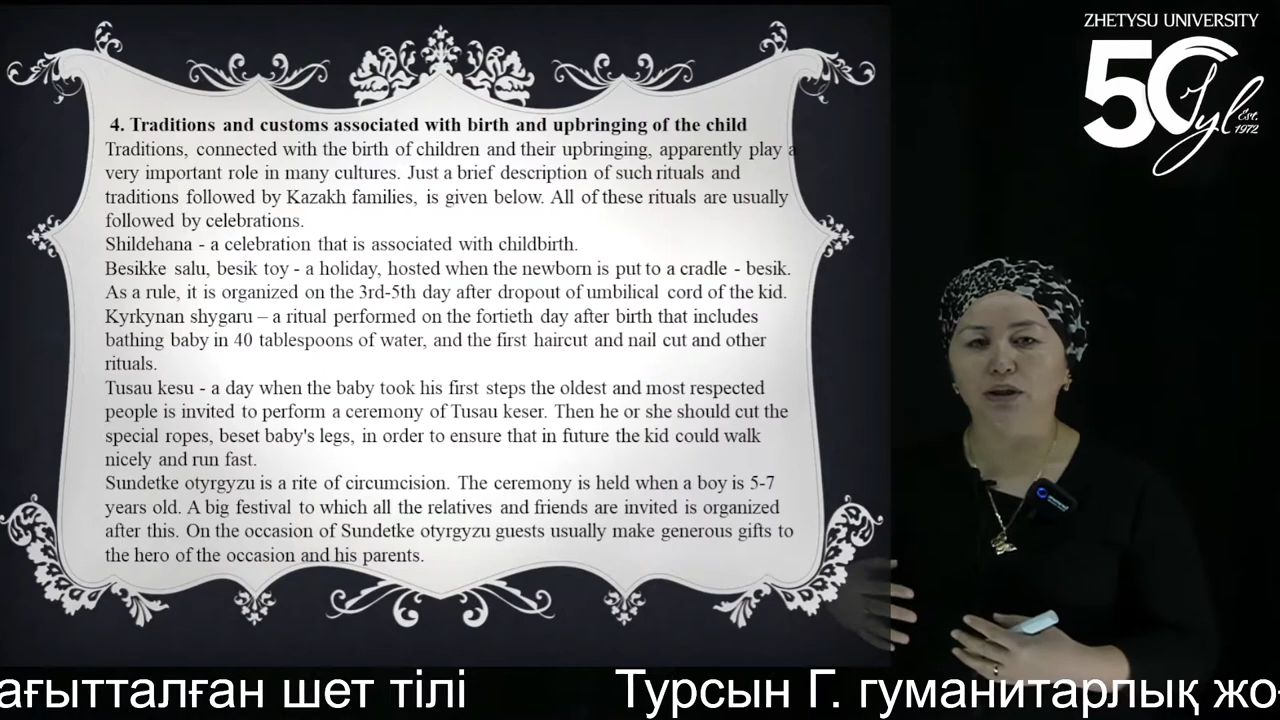 ZHETYSU UNIVERSITY
50
jyl
Est.
1972
4. Traditions and customs associated with birth and upbringing of the child
Traditions, connected with the birth of children and their upbringing, apparently play a
very important role in many cultures. Just a brief description of such rituals and
traditions followed by Kazakh families, is given below. All of these rituals are usually
followed by celebrations.
Shildehana - a celebration that is associated with childbirth.
Besikke salu, besik toy - a holiday, hosted when the newborn is put to a cradle - besik.
As a rule, it is organized on the 3rd-5th day after dropout of umbilical cord of the kid.
Kyrkynan shygaru – a ritual performed on the fortieth day after birth that includes
bathing baby in 40 tablespoons of water, and the first haircut and nail cut and other
rituals.
Tusau kesu - a day when the baby took his first steps the oldest and most respected
people is invited to perform a ceremony of Tusau keser. Then he or she should cut the
special ropes, beset baby's legs, in order to ensure that in future the kid could walk
nicely and run fast.
Sundetke otyrgyzu is a rite of circumcision. The ceremony is held when a boy is 5-7
years old. A big festival to which all the relatives and friends are invited is organized
after this. On the occasion of Sundetke otyrgyzu guests usually make generous gifts to
the hero of the occasion and his parents.
ағытталған шет тілі Турсын Г. гуманитарлық жо